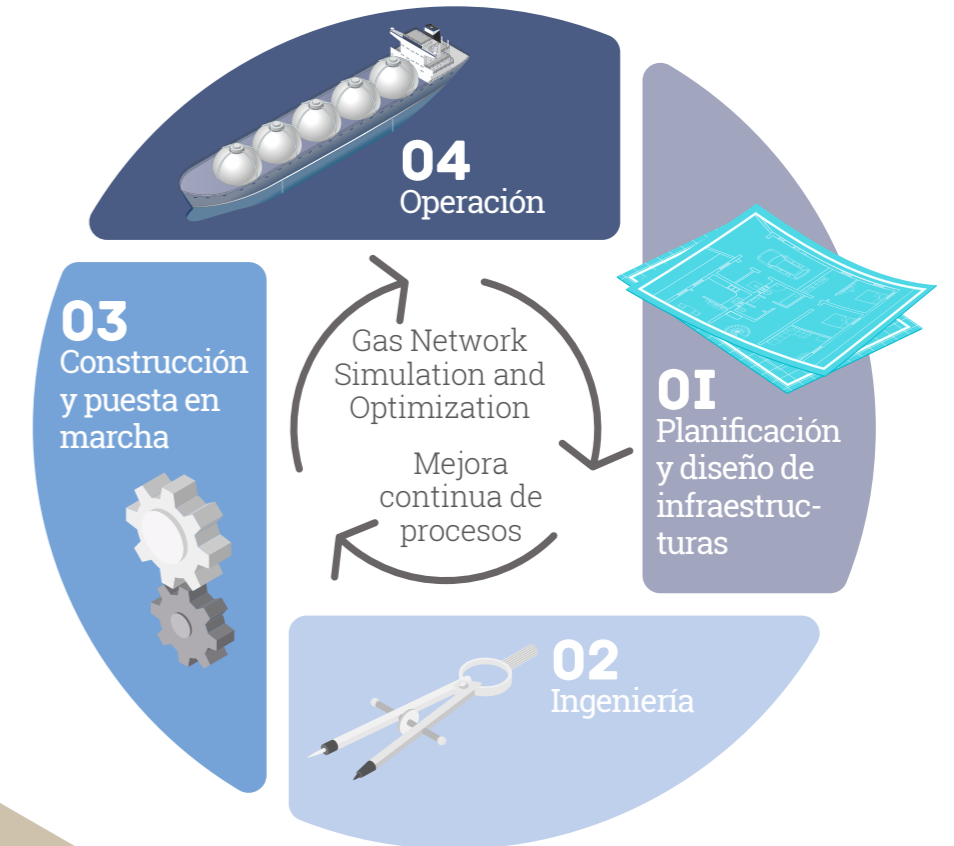 04
Operación
01
Planificación
y diseño de
infraestruc-
turas
02
Ingeniería
03
Construcción
y puesta en
marcha
Gas Network
Simulation and
Optimization
Mejora
continua de
procesos